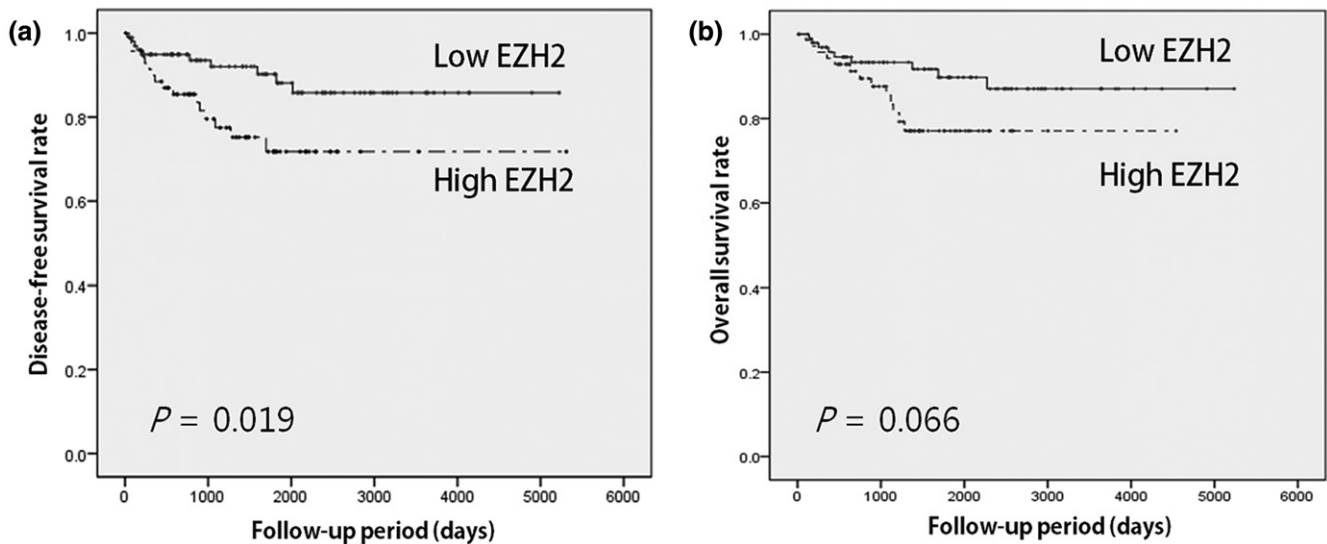 (a)
Disease-free survival rate
1.0
0.8
0.6
0.4
0.2
0.0
Low EZH2
High EZH2
P = 0.019
0 1000 2000 3000 4000 5000 6000
Follow-up period (days)
(b)
Overall survival rate
1.0
0.8
0.6
0.4
0.2
0.0
Low EZH2
High EZH2
P = 0.066
0 1000 2000 3000 4000 5000 6000
Follow-up period (days)